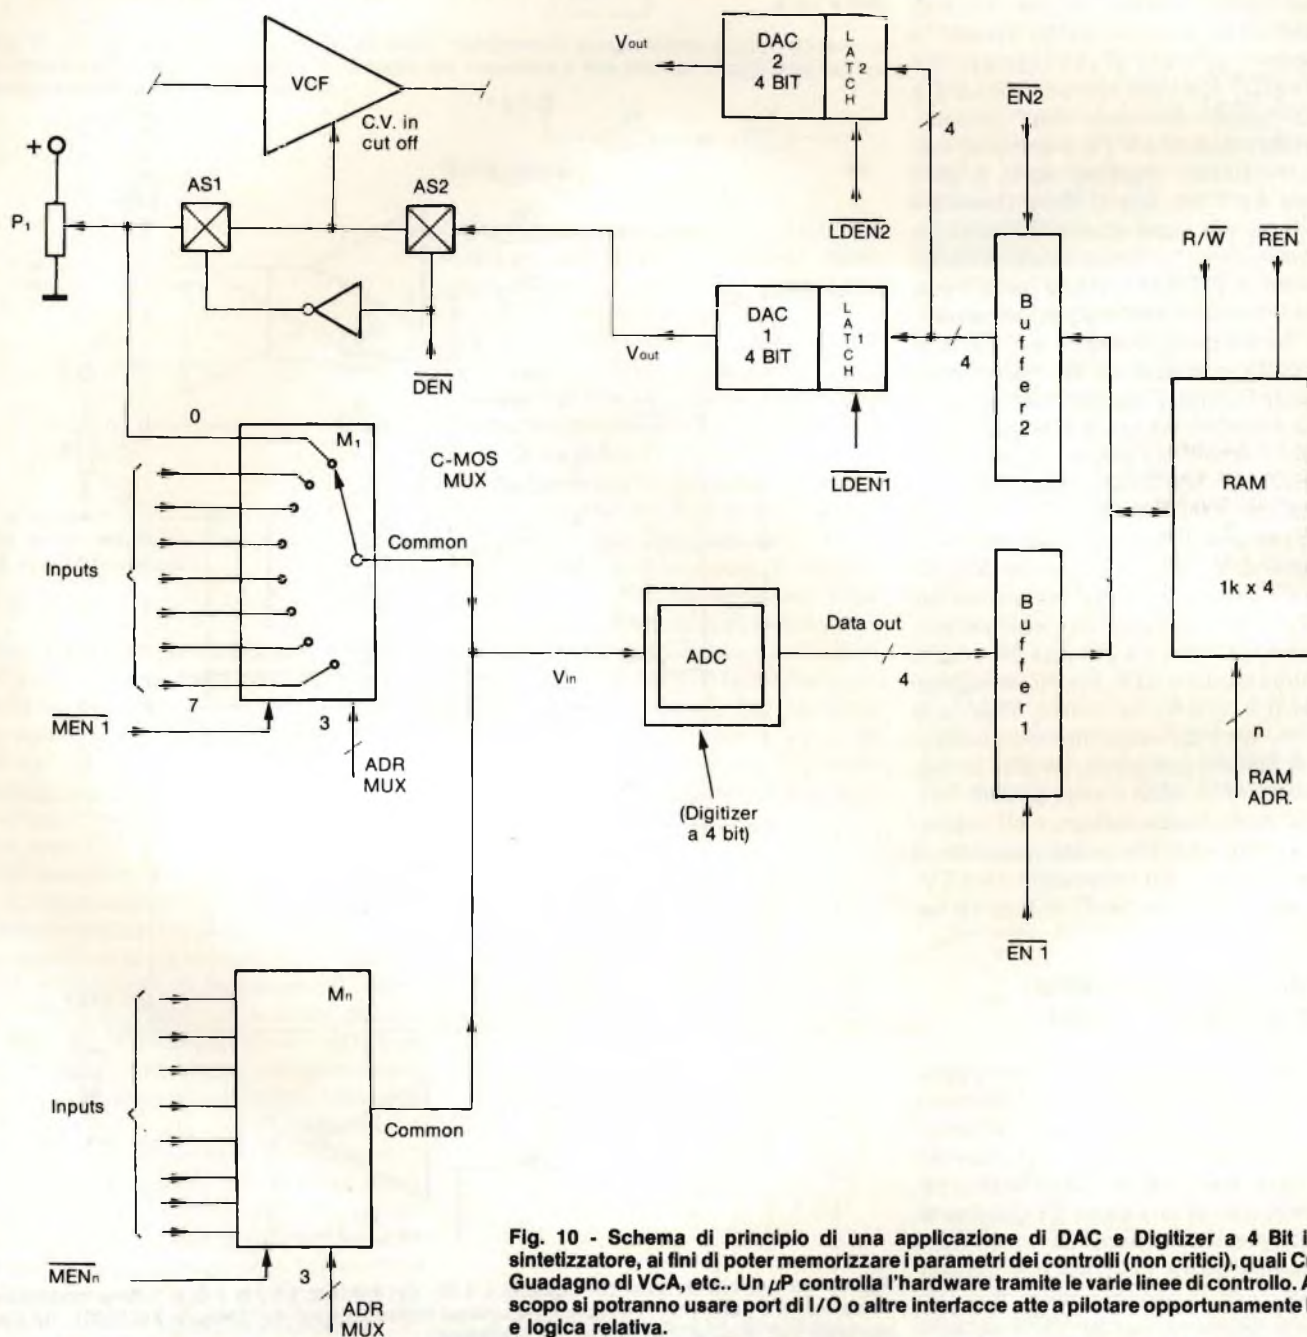 VCF
C.V. in
cut off
+
P1
AS1
AS2
DEN
Vout
DAC
2
4 BIT
LATCH 2
LDEN2
4
EN2
R/W
REN
Vout
DAC
1
4 BIT
LATCH 1
LDEN1
4
Buffer2
RAM
1k x 4
n
RAM
ADR.
0
M1
C-MOS
MUX
Common
Inputs
7
3
MEN 1
ADR
MUX
Vin
ADC
(Digitizer
a 4 bit)
Data out
4
Buffer1
EN 1
Mn
Inputs
Common
MENn
3
ADR
MUX
Fig. 10 - Schema di principio di una applicazione di DAC e Digitizer a 4 Bit i
sintetizzatore, ai fini di poter memorizzare i parametri dei controlli (non critici), quali C
Guadagno di VCA, etc.. Un μP controlla l'hardware tramite le varie linee di controllo. A
scopo si potranno usare port di I/O o altre interfacce atte a pilotare opportunamente
e logica relativa.